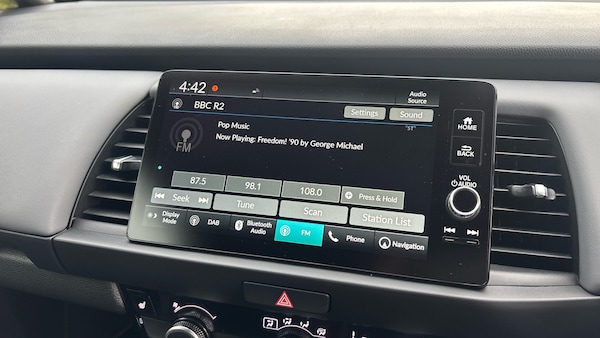 4:42
Audio
Source
BBC R2
Settings
Sound
FM
Pop Music
Now Playing: Freedom! '90 by George Michael
"ST"
HOME
BACK
VOL
AUDIO
87.5
98.1
108.0
Press & Hold
Seek
Tune
Scan
Station List
Display
Mode
DAB
Bluetooth
Audio
FM
Phone
Navigation